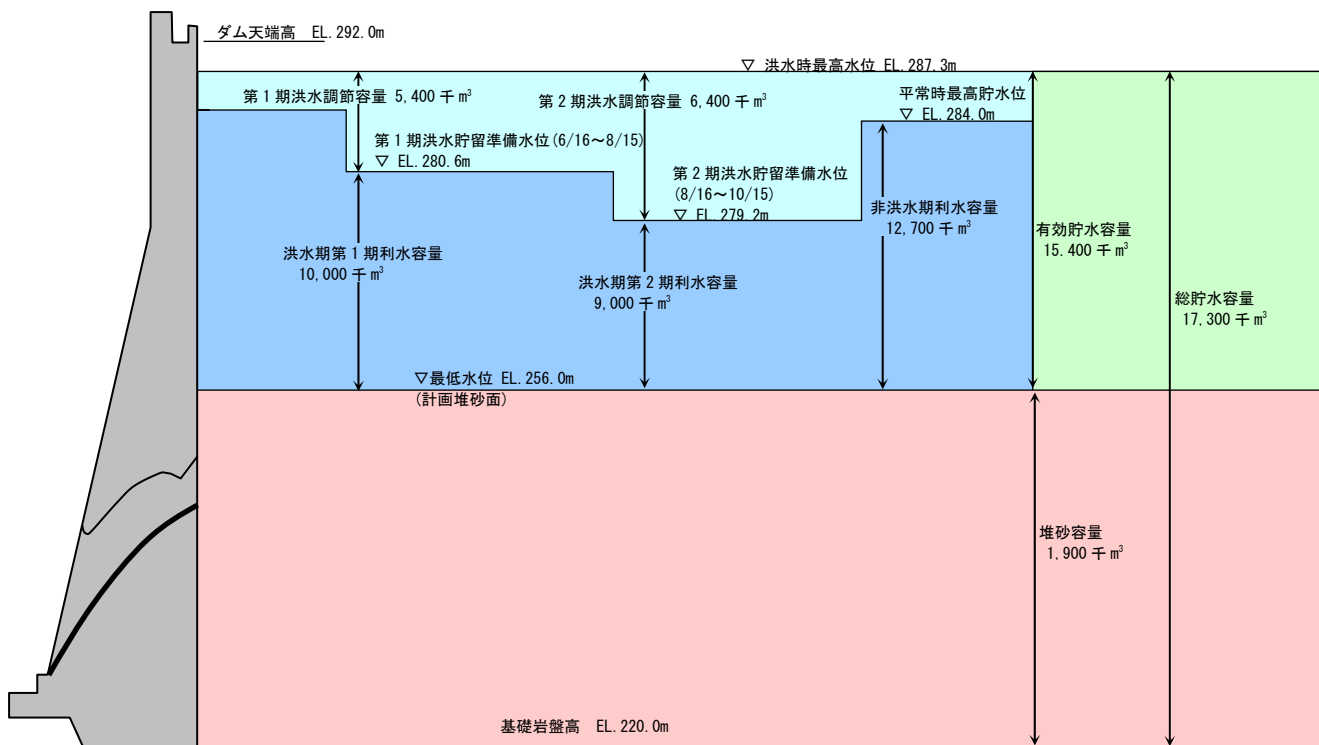 ダム天端高 EL.292.0m
▽ 洪水時最高水位 EL.287.3m
第1期洪水調節容量 5,400千㎥
第2期洪水調節容量 6,400千㎥
平常時最高貯水位
▽ EL.284.0m
第1期洪水貯留準備水位(6/16～8/15)
▽ EL.280.6m
第2期洪水貯留準備水位
(8/16～10/15)
▽ EL.279.2m
洪水期第1期利水容量
10,000千㎥
洪水期第2期利水容量
9,000千㎥
非洪水期利水容量
12,700千㎥
有効貯水容量
15.400千㎥
総貯水容量
17,300千㎥
▽最低水位 EL.256.0m
(計画堆砂面)
堆砂容量
1,900千㎥
基礎岩盤高 EL.220.0m